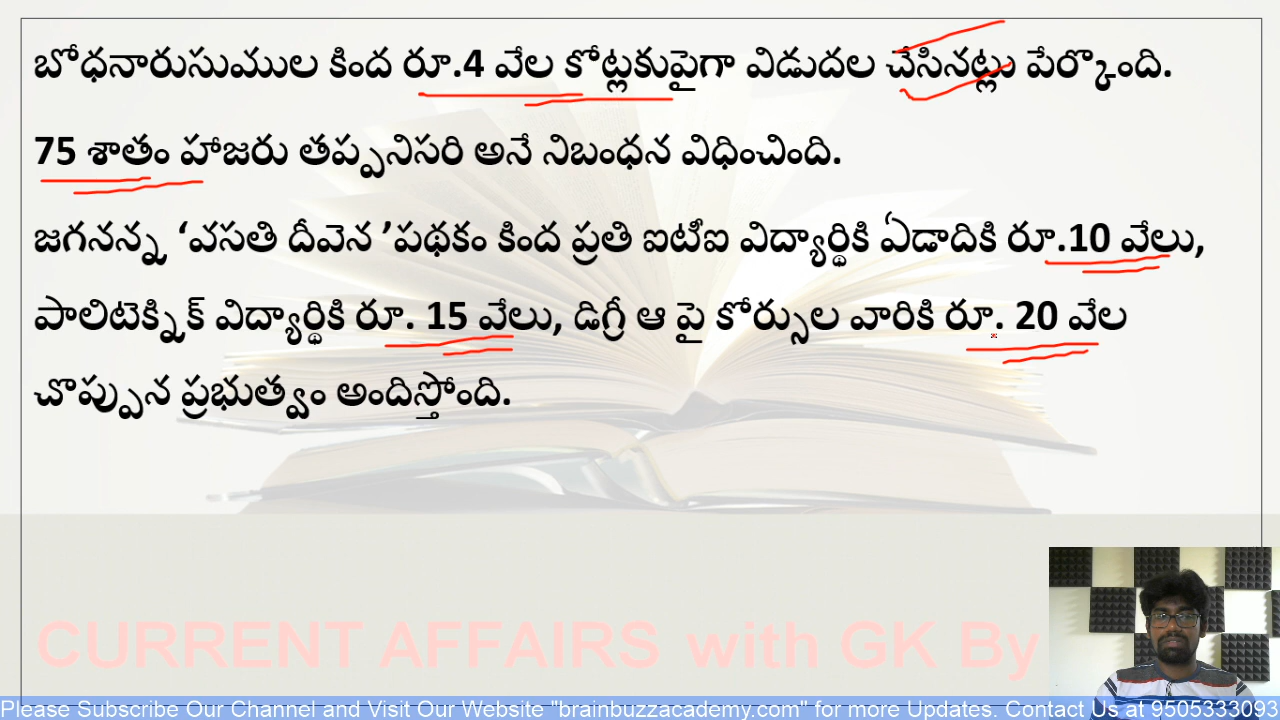 బోధనారుసుముల కింద రూ.4 వేల కోట్లకుపైగా విడుదల చేసినట్లు పేర్కొంది.
75 శాతం హాజరు తప్పనిసరి అనే నిబంధన విధించింది.
జగనన్న ‘వసతి దీవెన ’పథకం కింద ప్రతి ఐటీఐ విద్యార్థికి ఏడాదికి రూ.10 వేలు,
పాలిటెక్నిక్ విద్యార్థికి రూ. 15 వేలు, డిగ్రీ ఆ పై కోర్సుల వారికి రూ. 20 వేల
చొప్పున ప్రభుత్వం అందిస్తోంది.
CURRENT AFFAIRS with GK By
Please Subscribe Our Channel and Visit Our Website "brainbuzzacademy.com" for more Updates. Contact Us at 9505333093